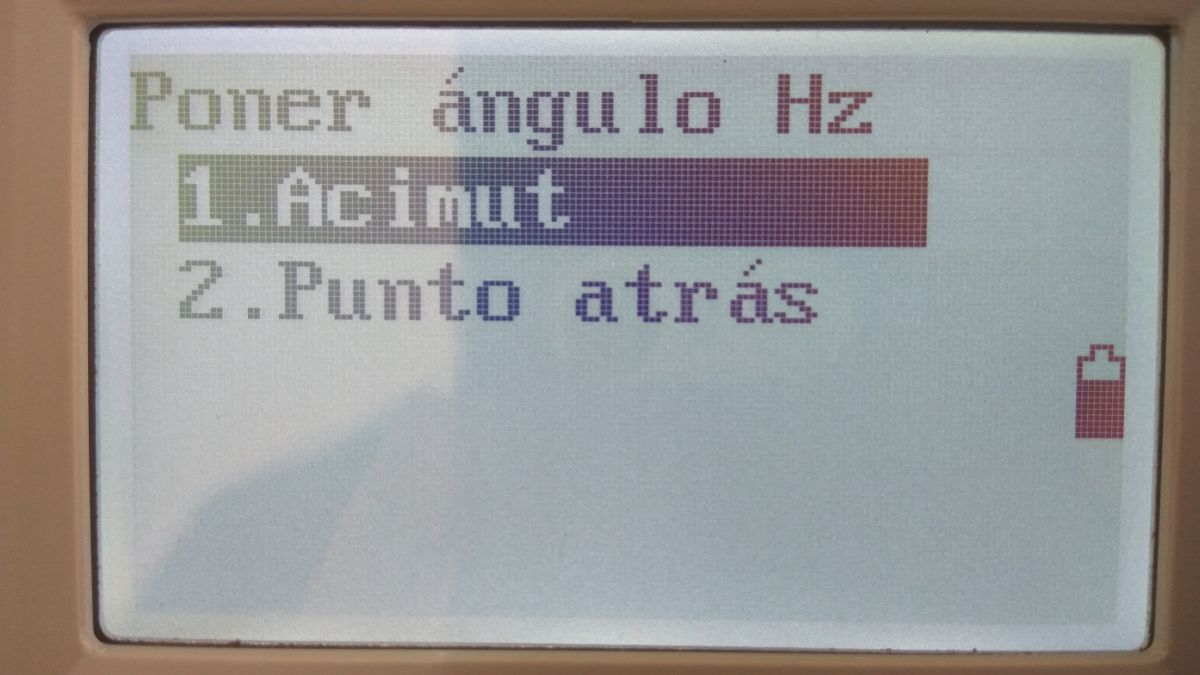 Poner ángulo Hz
1.Acimut
2.Punto atrás